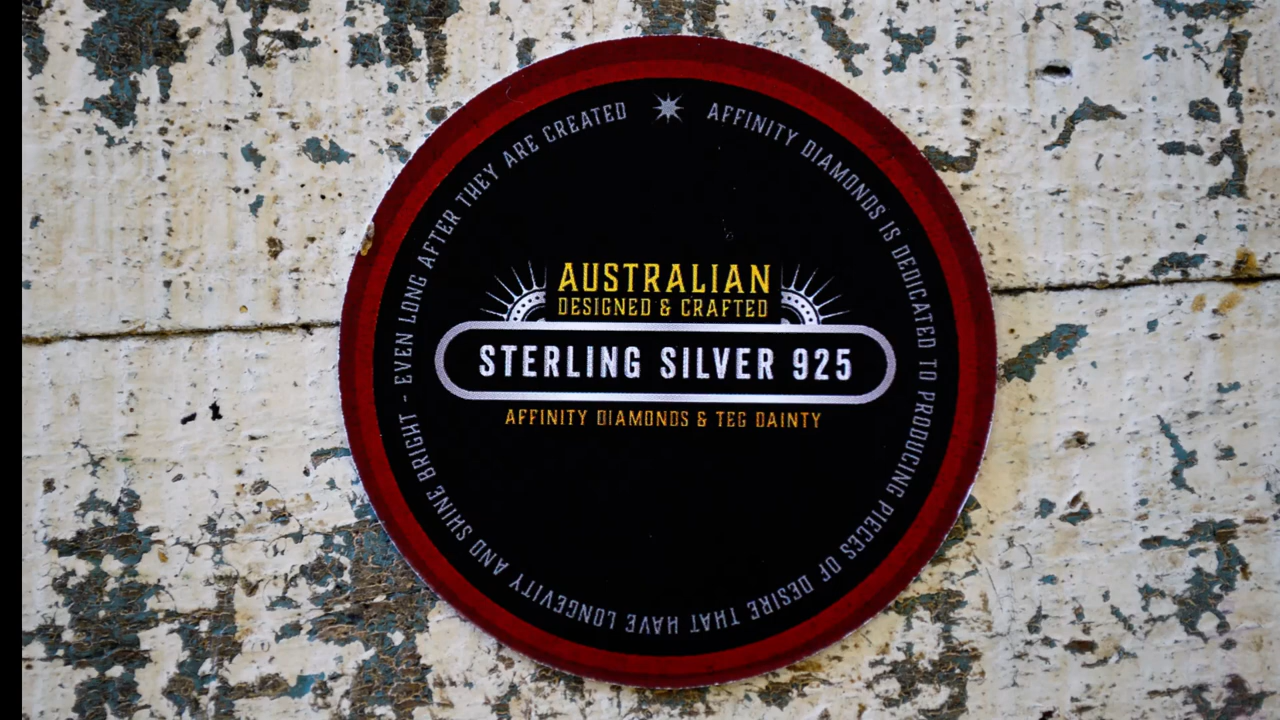 AFFINITY DIAMONDS IS DEDICATED TO PRODUCING PIECES OF DESIRE THAT HAVE LONGEVITY AND SHINE BRIGHT - EVEN LONG AFTER THEY ARE CREATED
AUSTRALIAN
DESIGNED & CRAFTED
STERLING SILVER 925
AFFINITY DIAMONDS & TEG DAINTY